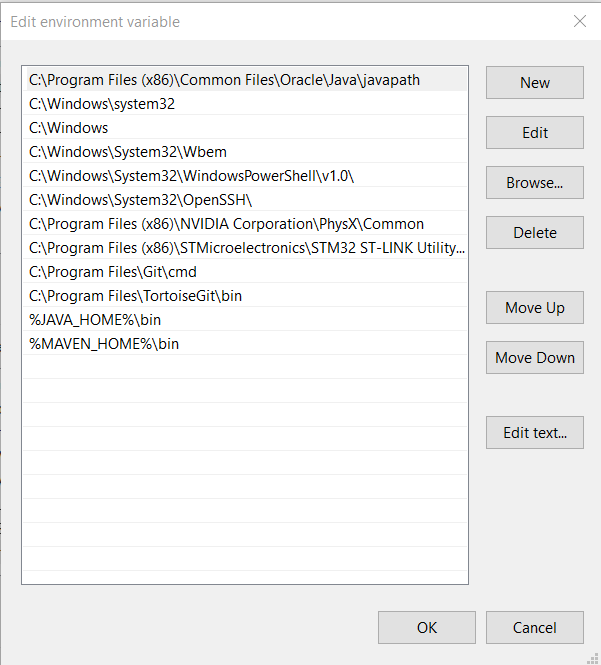 Edit environment variable
C:\Program Files (x86)\Common Files\Oracle\Java\javapath
C:\Windows\system32
C:\Windows
C:\Windows\System32\Wbem
C:\Windows\System32\WindowsPowerShell\v1.0\
C:\Windows\System32\OpenSSH\
C:\Program Files (x86)\NVIDIA Corporation\PhysX\Common
C:\Program Files (x86)\STMicroelectronics\STM32 ST-LINK Utility...
C:\Program Files\Git\cmd
C:\Program Files\TortoiseGit\bin
%JAVA_HOME%\bin
%MAVEN_HOME%\bin
New
Edit
Browse...
Delete
Move Up
Move Down
Edit text...
OK
Cancel